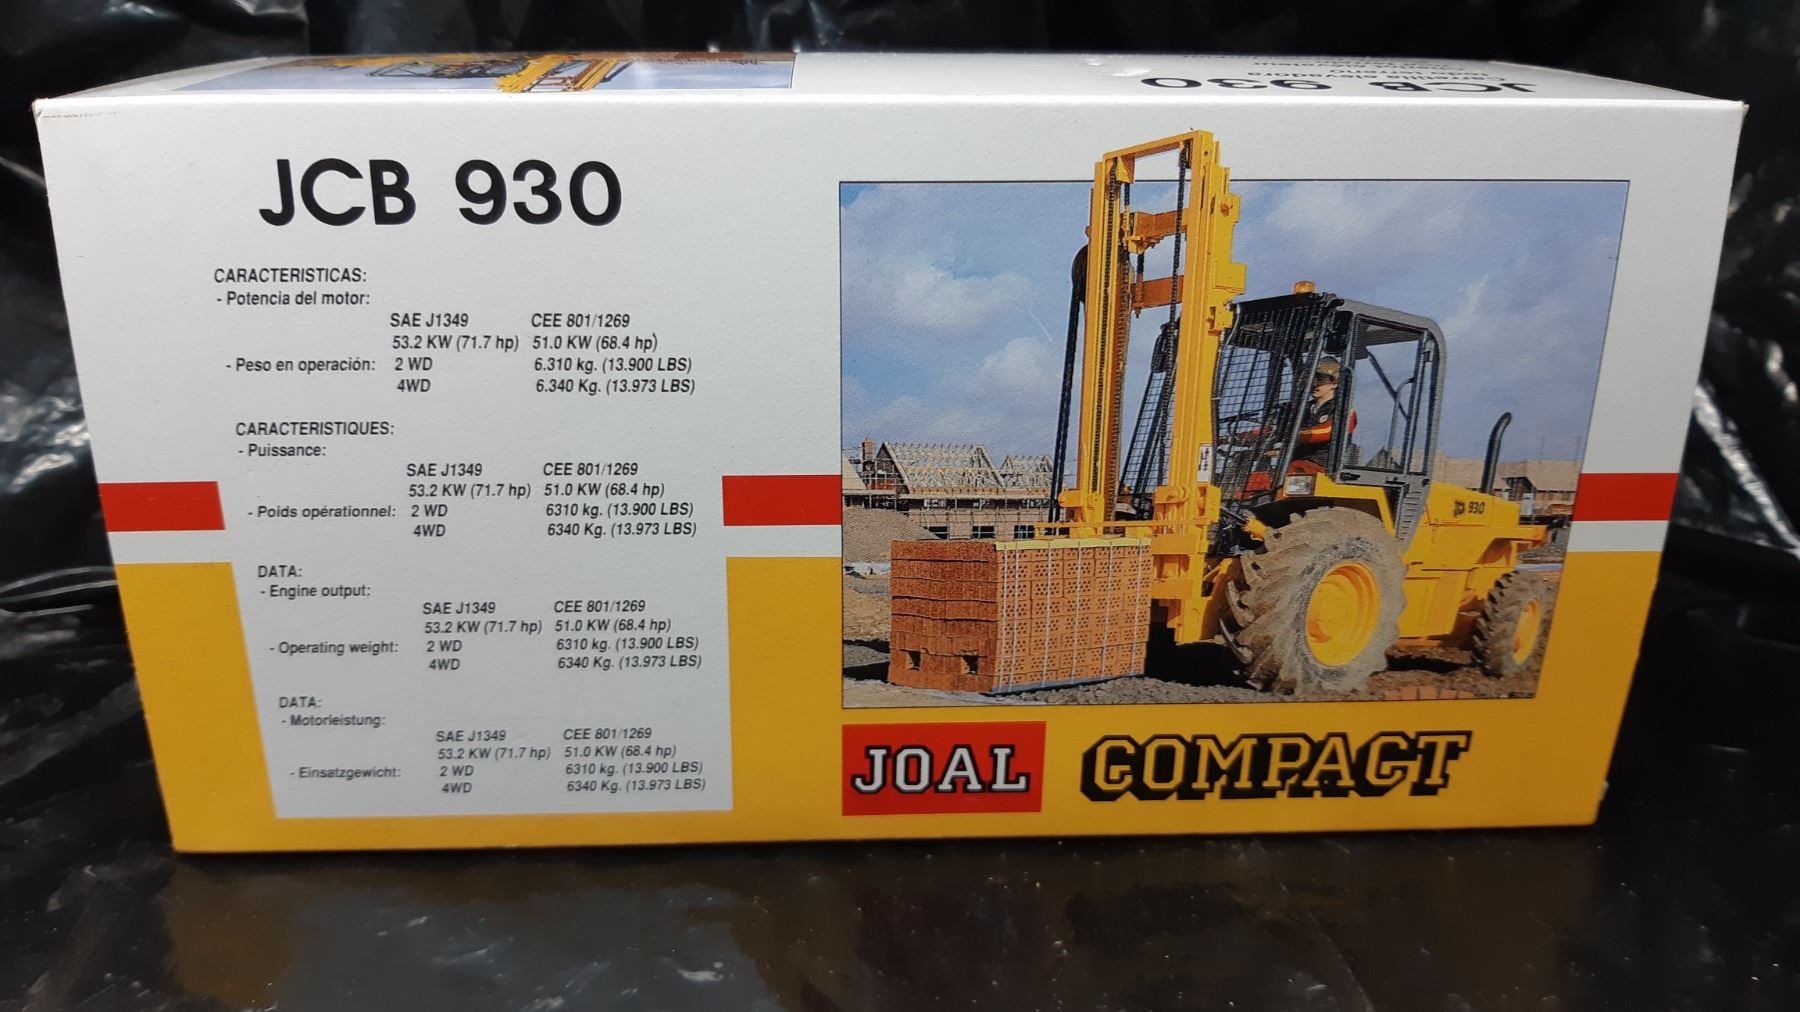 JCB 930
Carretilla elevadora
todo terreno
JCB 930
CARACTERISTICAS:
- Potencia del motor:
SAE J1349 CEE 801/1269
53.2 KW (71.7 hp) 51.0 KW (68.4 hp)
- Peso en operación: 2 WD 6.310 kg. (13.900 LBS)
4WD 6.340 Kg. (13.973 LBS)
CARACTERISTIQUES:
- Puissance:
SAE J1349 CEE 801/1269
53.2 KW (71.7 hp) 51.0 KW (68.4 hp)
- Poids opérationnel: 2 WD 6310 kg. (13.900 LBS)
4WD 6340 Kg. (13.973 LBS)
DATA:
- Engine output:
SAE J1349 CEE 801/1269
53.2 KW (71.7 hp) 51.0 KW (68.4 hp)
- Operating weight: 2 WD 6310 kg. (13.900 LBS)
4WD 6340 Kg. (13.973 LBS)
DATA:
- Motorleistung:
SAE J1349 CEE 801/1269
53.2 KW (71.7 hp) 51.0 KW (68.4 hp)
- Einsatzgewicht: 2 WD 6310 kg. (13.900 LBS)
4WD 6340 Kg. (13.973 LBS)
JCB 930
JOAL COMPACT